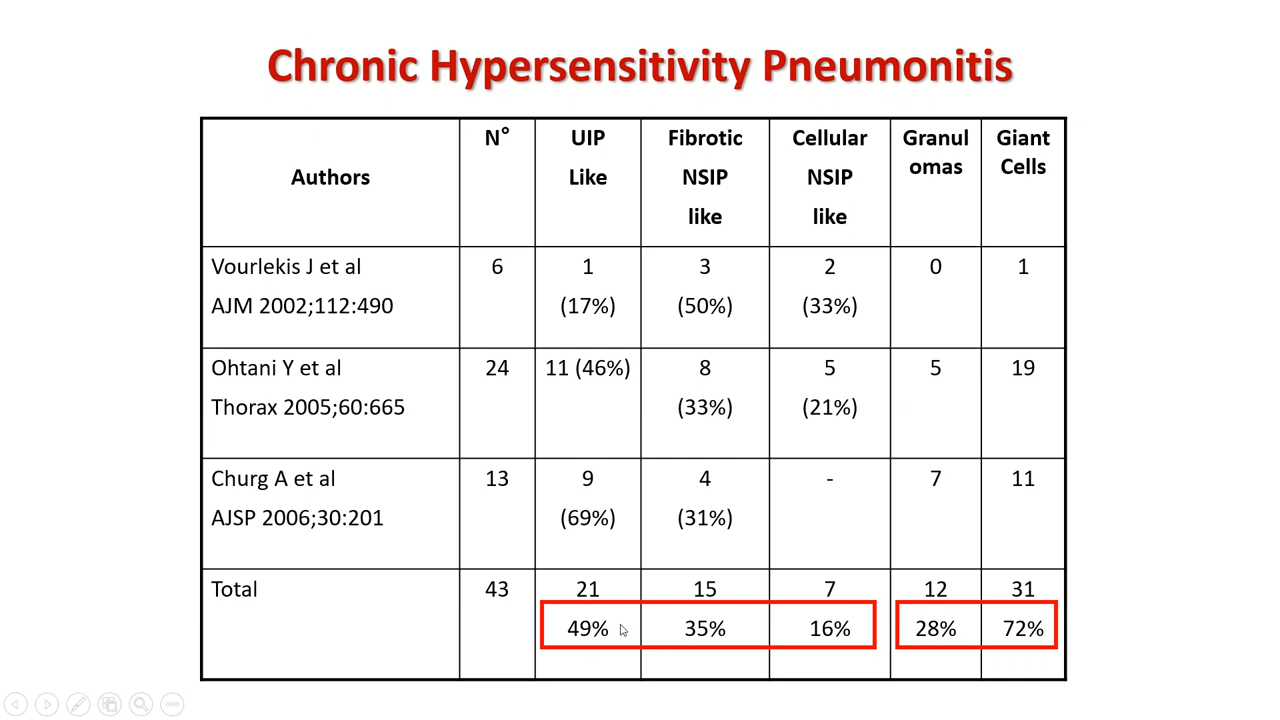 Chronic Hypersensitivity Pneumonitis
Authors
N°
UIP
Like
Fibrotic
NSIP
like
Cellular
NSIP
like
Granul
omas
Giant
Cells
Vourlekis J et al
AJM 2002;112:490
6
1
(17%)
3
(50%)
2
(33%)
0
1
Ohtani Y et al
Thorax 2005;60:665
24
11 (46%)
8
(33%)
5
(21%)
5
19
Churg A et al
AJSP 2006;30:201
13
9
(69%)
4
(31%)
-
7
11
Total
43
21
49%
15
35%
7
16%
12
28%
31
72%